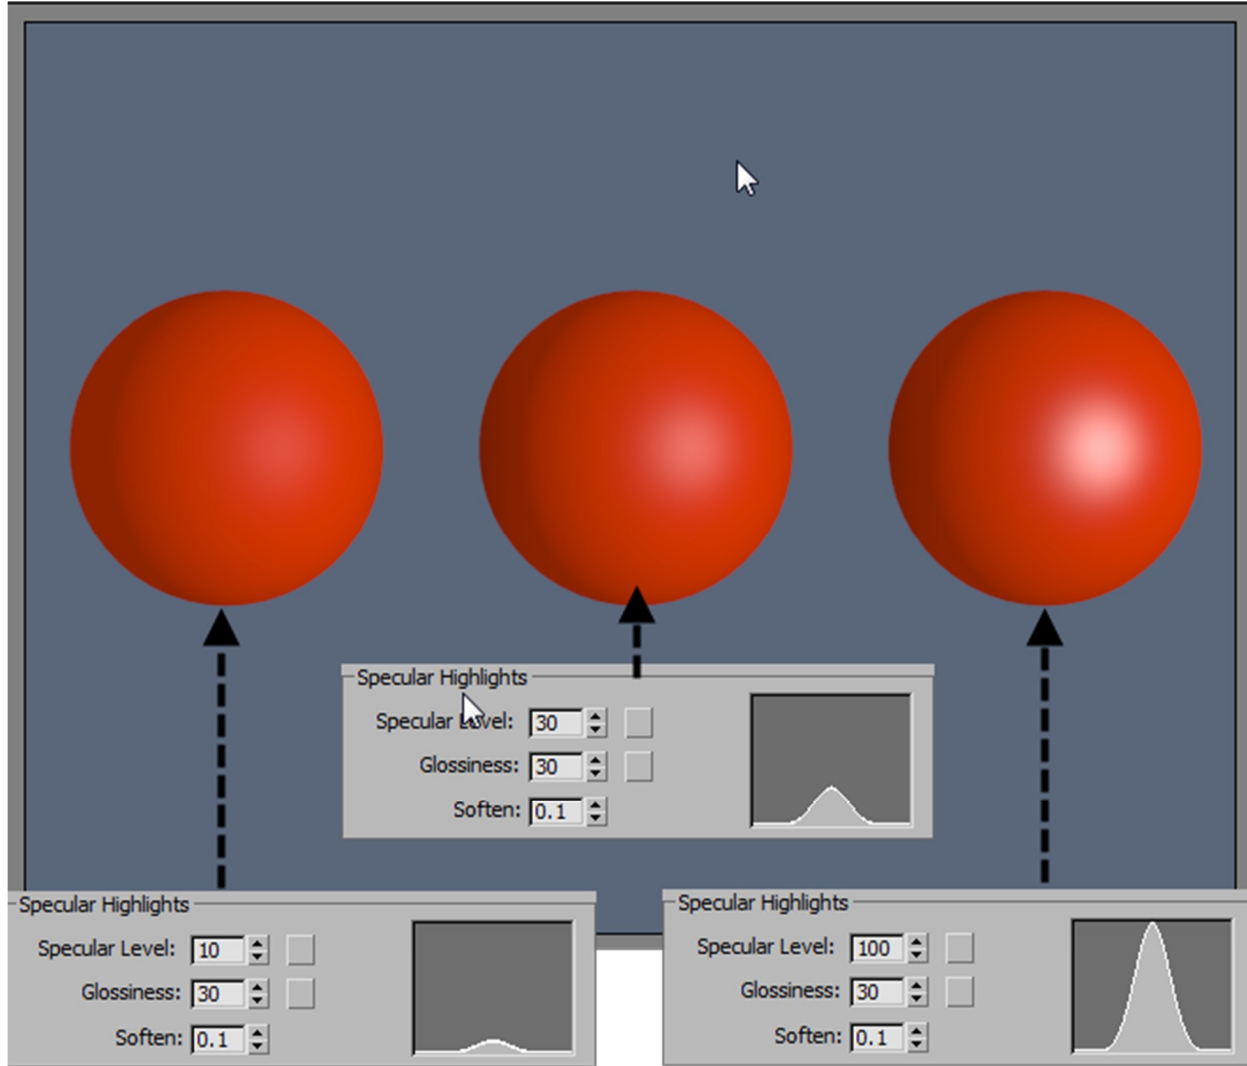 Specular Highlights
Specular Level: 30
Glossiness: 30
Soften: 0.1
Specular Highlights
Specular Level: 10
Glossiness: 30
Soften: 0.1
Specular Highlights
Specular Level: 100
Glossiness: 30
Soften: 0.1